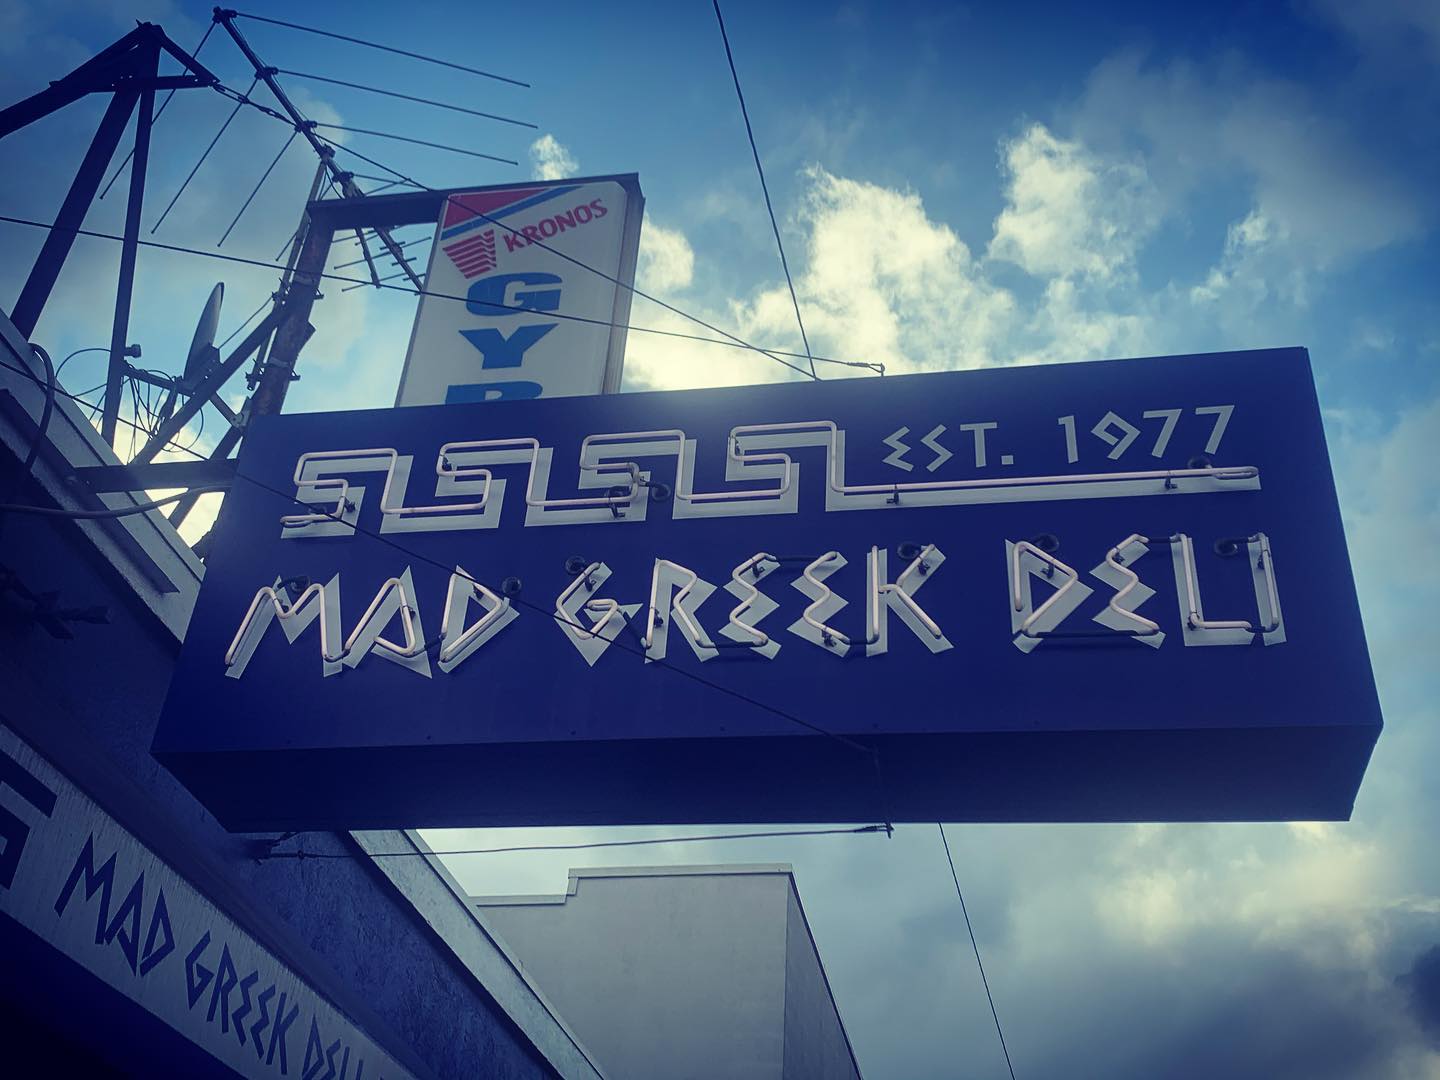 KRONOS
GY
EST. 1977
MAD GREEK DELI
MAD GREEK DELI